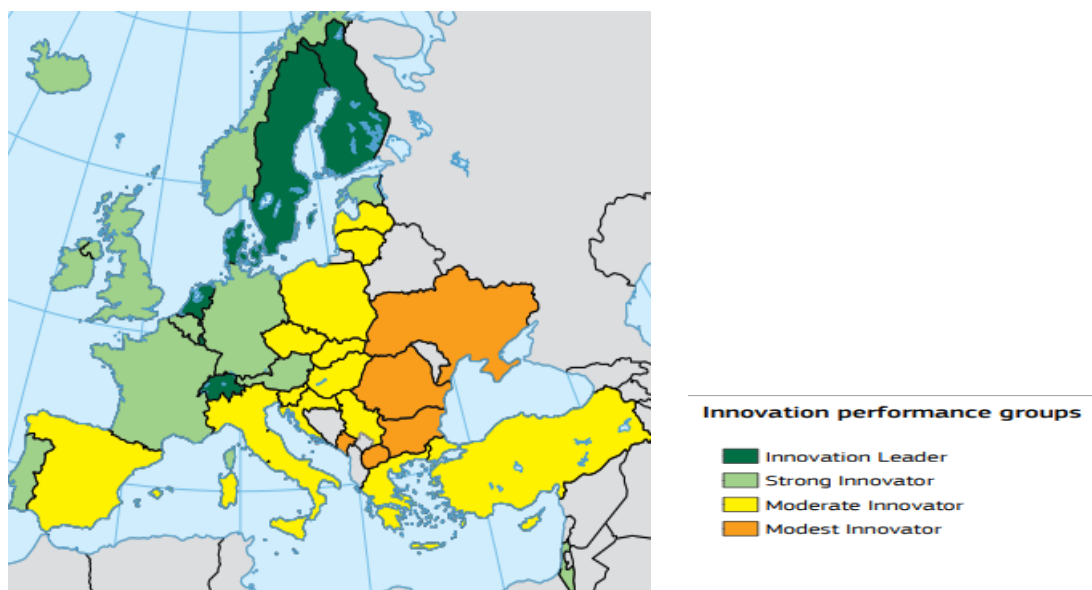 Innovation performance groups
Innovation Leader
Strong Innovator
Moderate Innovator
Modest Innovator